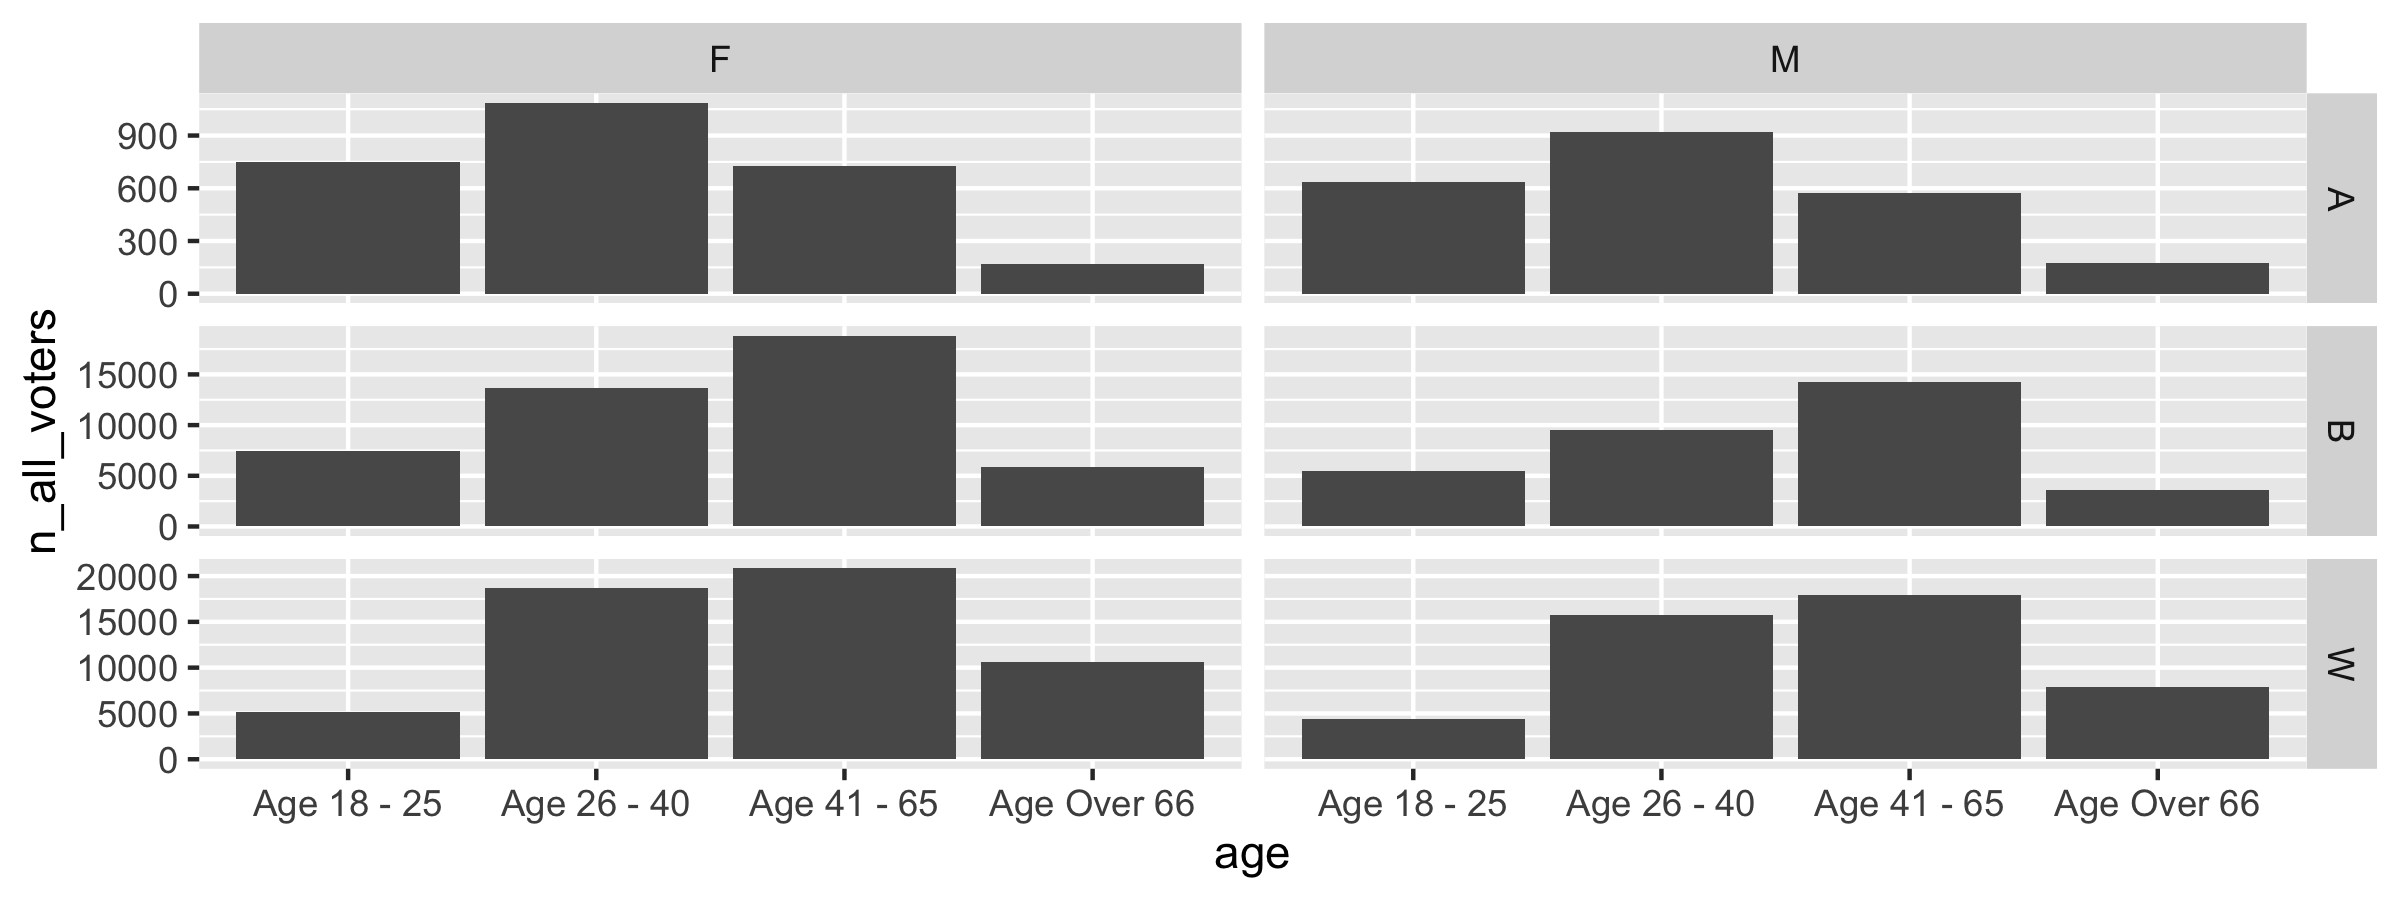 F M
900
600
300
0
A
15000
10000
5000
0
B
20000
15000
10000
5000
0
W
n_all_voters
Age 18 - 25 Age 26 - 40 Age 41 - 65 Age Over 66 Age 18 - 25 Age 26 - 40 Age 41 - 65 Age Over 66
age